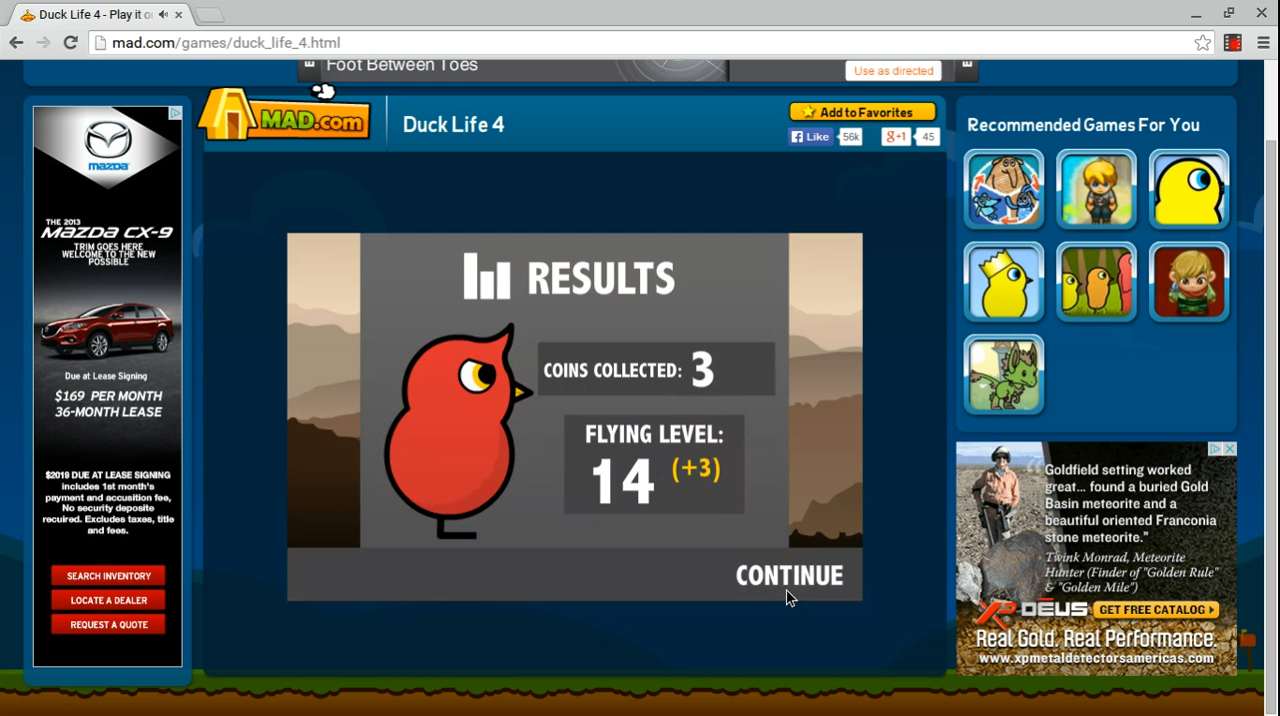 Duck Life 4 - Play it o
mad.com/games/duck_life_4.html
Foot Between Toes
Use as directed
MAD.com
Duck Life 4
Add to Favorites
Like 56k
g+1 45
Recommended Games For You
mazda
THE 2013
mazda CX-9
TRIM GOES HERE
WELCOME TO THE NEW
POSSIBLE
Due at Lease Signing
$169 PER MONTH
36-MONTH LEASE
$2019 DUE AT LEASE SIGNING
includes 1st month's
payment and accusition fee,
No security deposite
recuired. Excludes taxes, title
and fees.
SEARCH INVENTORY
LOCATE A DEALER
REQUEST A QUOTE
RESULTS
COINS COLLECTED: 3
FLYING LEVEL:
14 (+3)
CONTINUE
Goldfield setting worked
great... found a buried Gold
Basin meteorite and a
beautiful oriented Franconia
stone meteorite."
Twink Monrad, Meteorite
Hunter (Finder of "Golden Rule"
& "Golden Mile")
XP DEUS GET FREE CATALOG
Real Gold. Real Performance.
www.xpmetaldetectorsamericas.com